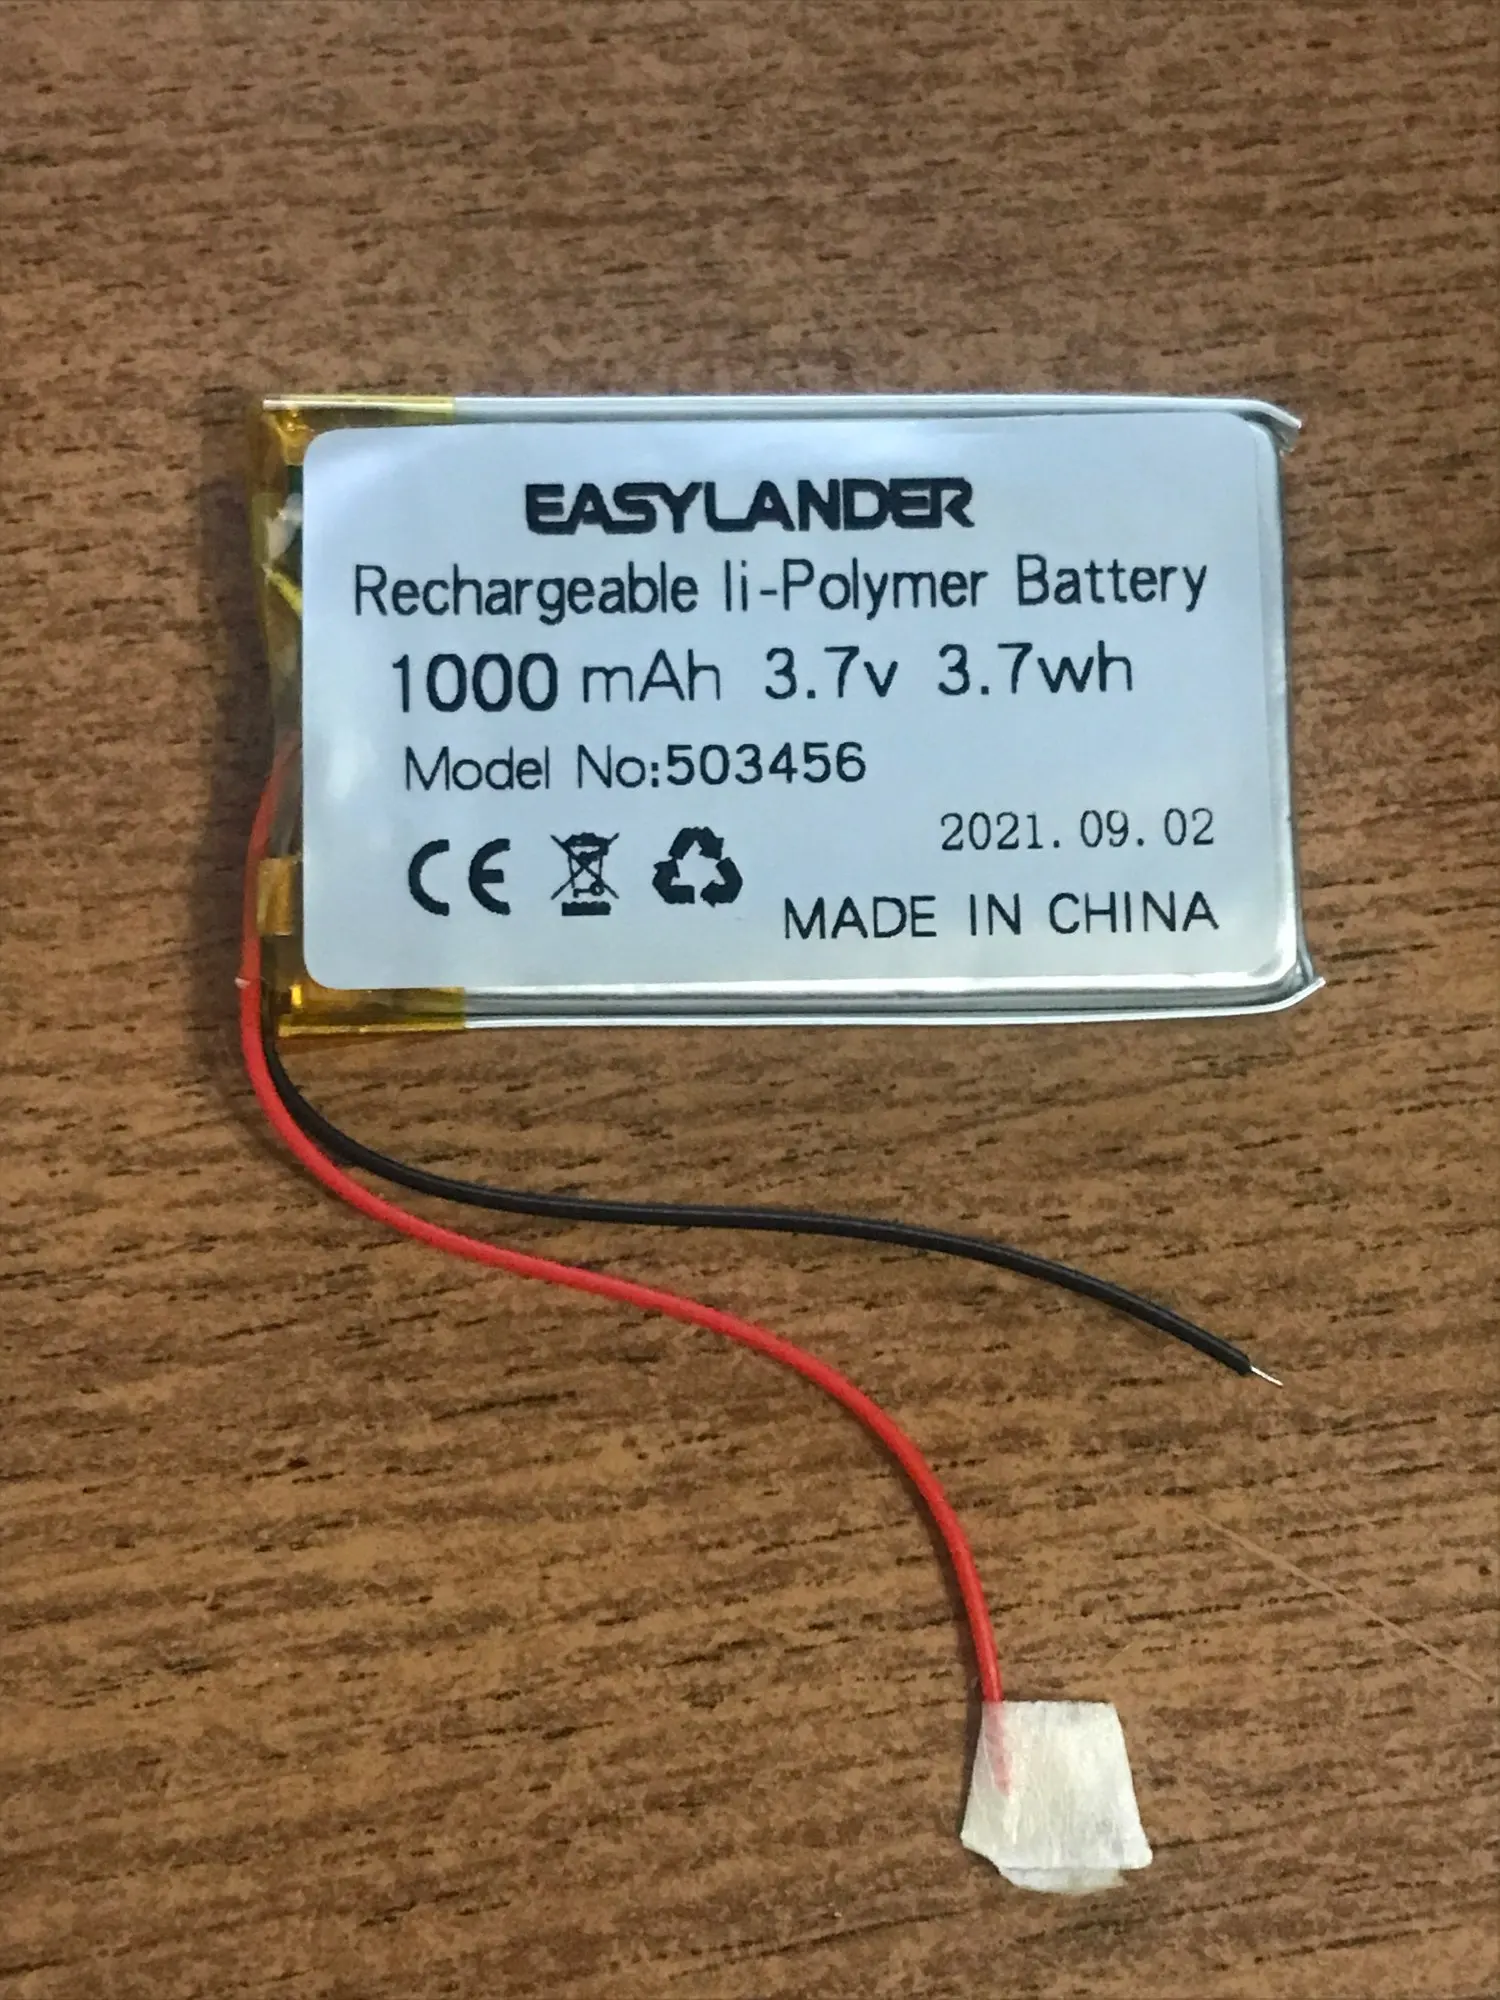 EASYLANDER
Rechargeable li-Polymer Battery
1000 mAh 3.7v 3.7wh
Model No:503456
2021.09.02
CE
MADE IN CHINA